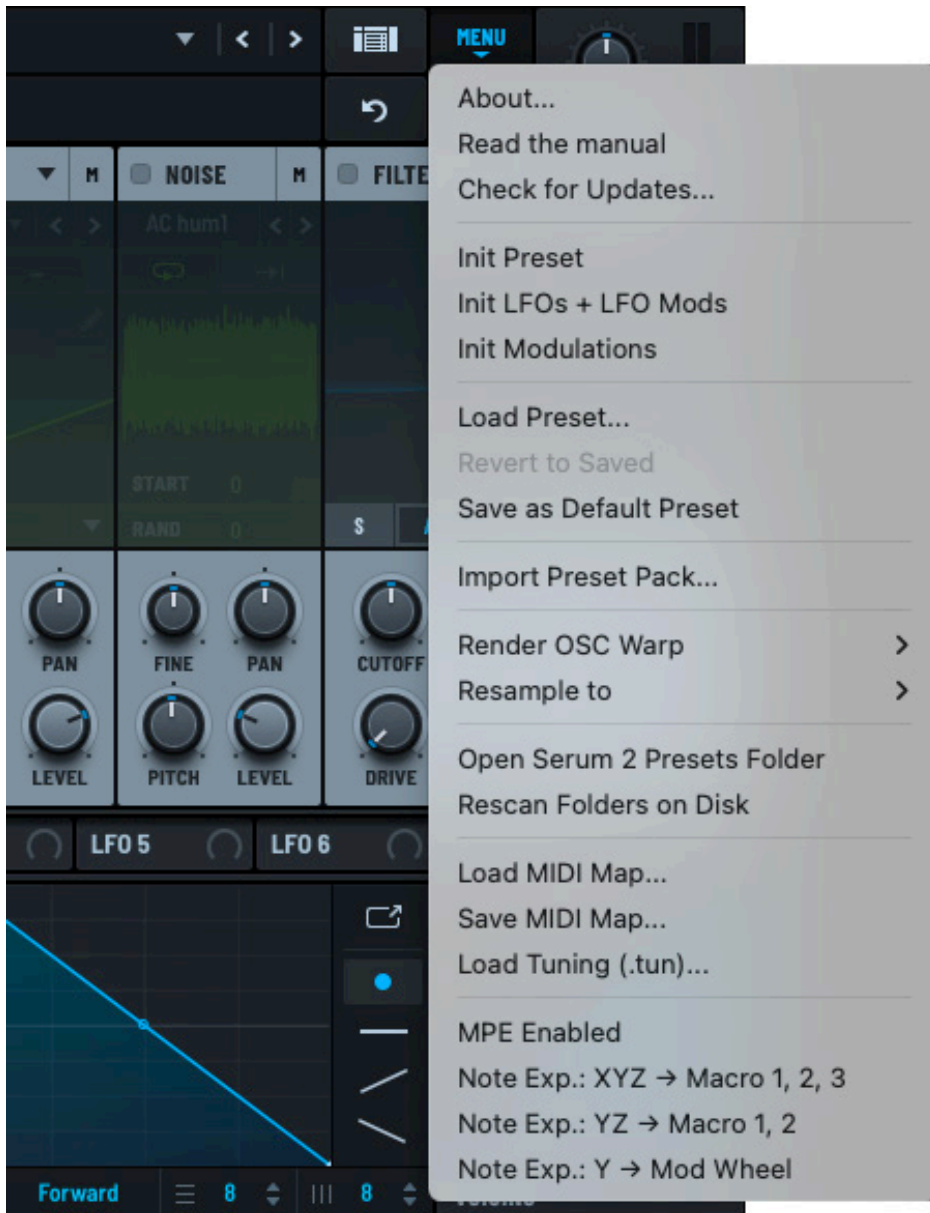 MENU
About...
Read the manual
Check for Updates...
M
NOISE
M
FILTE
AC hum1
Init Preset
Init LFOs + LFO Mods
Init Modulations
Load Preset...
Revert to Saved
START 0
Save as Default Preset
RAND 0
S
Import Preset Pack...
Render OSC Warp
PAN
FINE
PAN
CUTOFF
Resample to
LEVEL
PITCH
LEVEL
DRIVE
Open Serum 2 Presets Folder
Rescan Folders on Disk
LFO 5
LFO 6
Load MIDI Map...
Save MIDI Map...
Load Tuning (.tun)...
MPE Enabled
Note Exp.: XYZ → Macro 1, 2, 3
Note Exp.: YZ → Macro 1, 2
Note Exp.: Y → Mod Wheel
Forward
8
8